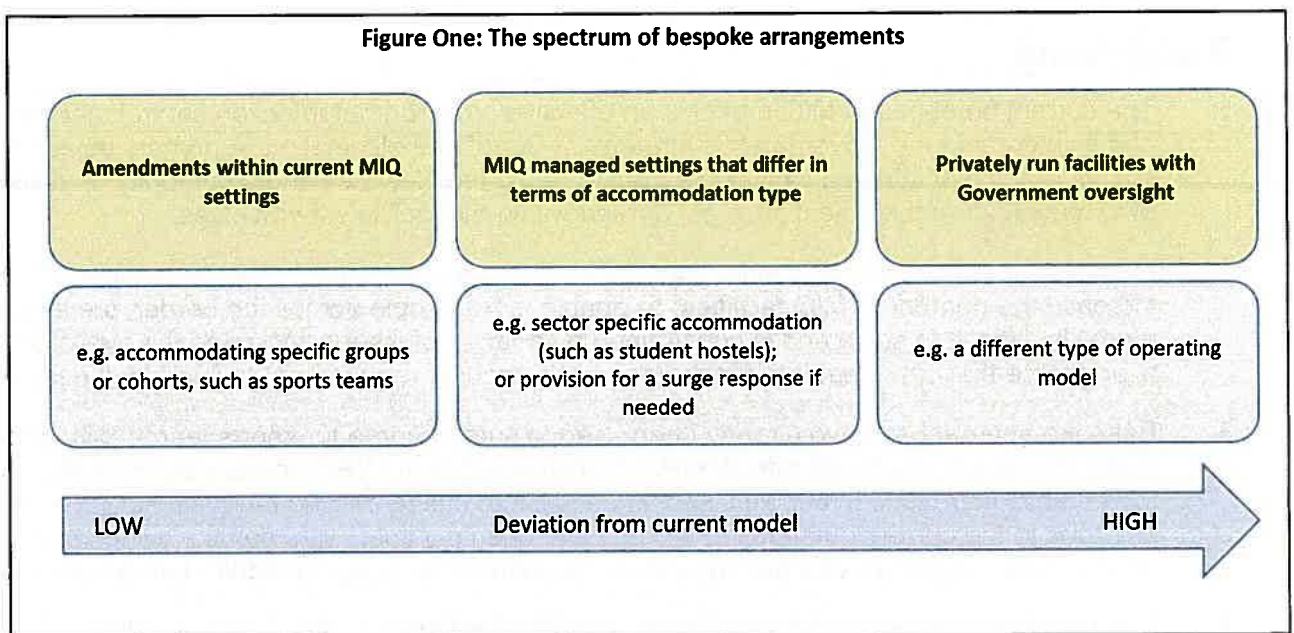 Figure One: The spectrum of bespoke arrangements
Amendments within current MIQ
settings
MIQ managed settings that differ in
terms of accommodation type
Privately run facilities with
Government oversight
e.g. accommodating specific groups
or cohorts, such as sports teams
e.g. sector specific accommodation
(such as student hostels);
or provision for a surge response if
needed
e.g. a different type of operating
model
LOW
Deviation from current model
HIGH